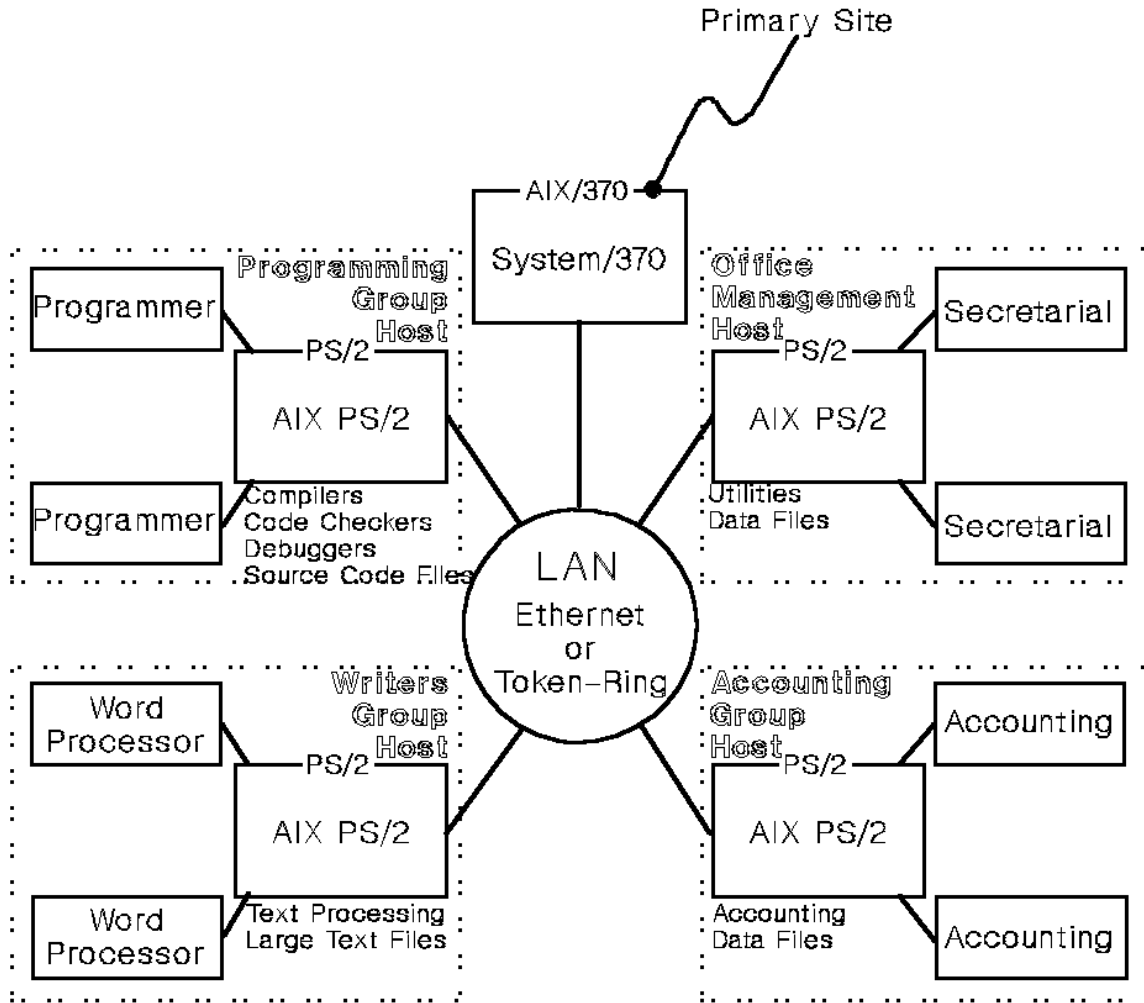 Primary Site
AIX/370
System/370
Programming
Group
Host
Programmer
PS/2
AIX PS/2
Programmer
Compilers
Code Checkers
Debuggers
Source Code Files
Office
Management
Host
Secretarial
PS/2
AIX PS/2
Utilities
Data Files
Secretarial
LAN
Ethernet
or
Token-Ring
Writers
Group
Host
Word
Processor
PS/2
AIX PS/2
Word
Processor
Text Processing
Large Text Files
Accounting
Group
Host
Accounting
PS/2
AIX PS/2
Accounting
Data Files
Accounting